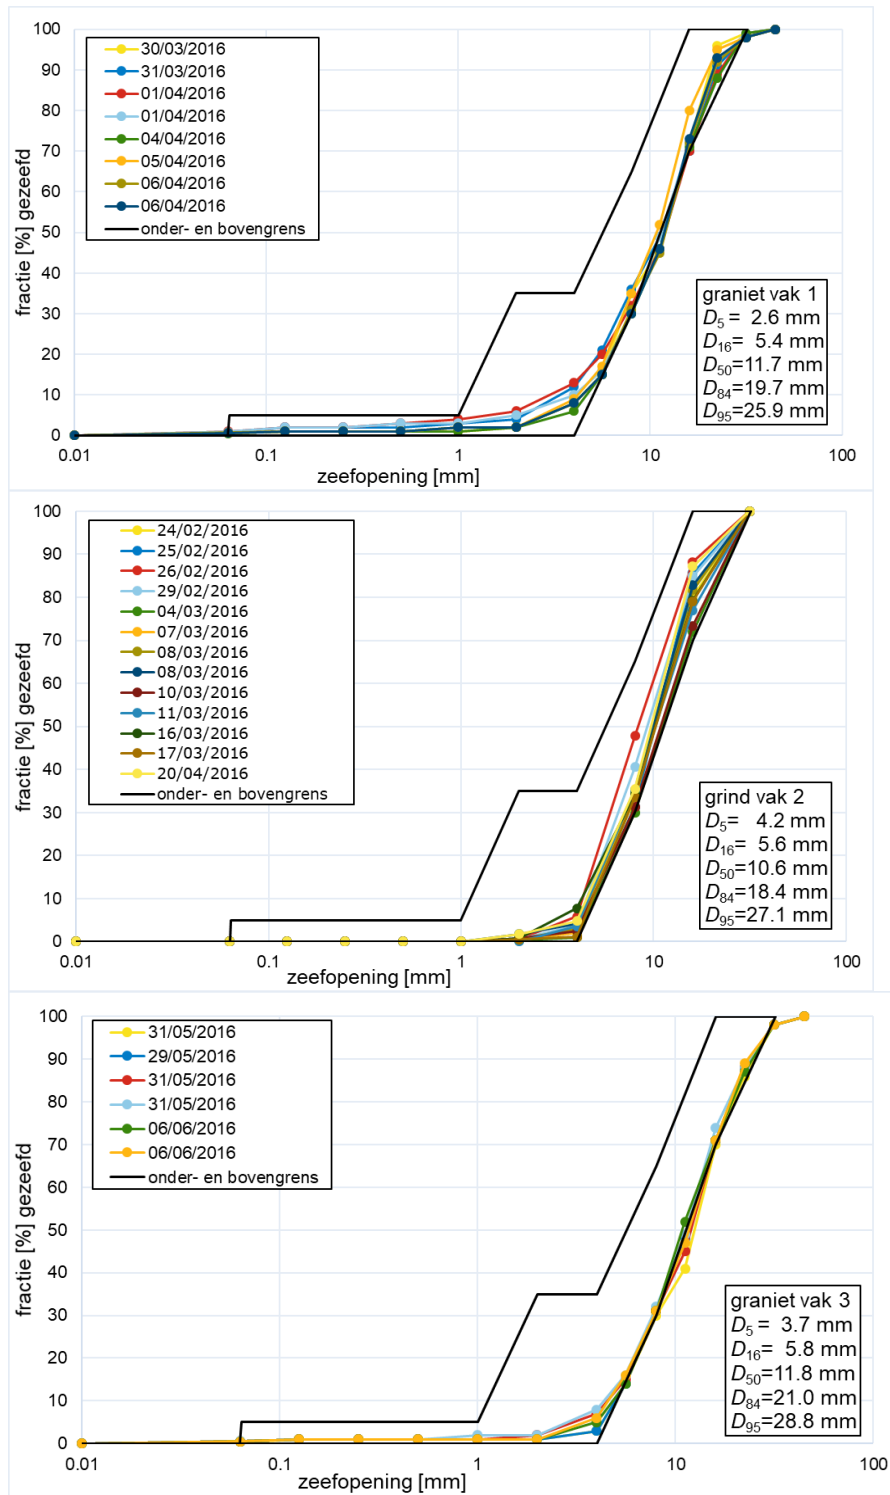 fractie [%] gezeefd
100
90
80
70
60
50
40
30
20
10
0
30/03/2016
31/03/2016
01/04/2016
01/04/2016
04/04/2016
05/04/2016
06/04/2016
06/04/2016
onder- en bovengrens
graniet vak 1
D5 = 2.6 mm
D16= 5.4 mm
D50=11.7 mm
D84=19.7 mm
D95=25.9 mm
0.01 0.1 1 10 100
zeefopening [mm]
fractie [%] gezeefd
100
90
80
70
60
50
40
30
20
10
0
24/02/2016
25/02/2016
26/02/2016
29/02/2016
04/03/2016
07/03/2016
08/03/2016
08/03/2016
10/03/2016
11/03/2016
16/03/2016
17/03/2016
20/04/2016
onder- en bovengrens
grind vak 2
D5= 4.2 mm
D16= 5.6 mm
D50=10.6 mm
D84=18.4 mm
D95=27.1 mm
0.01 0.1 1 10 100
zeefopening [mm]
fractie [%] gezeefd
100
90
80
70
60
50
40
30
20
10
0
31/05/2016
29/05/2016
31/05/2016
31/05/2016
06/06/2016
06/06/2016
onder- en bovengrens
graniet vak 3
D5 = 3.7 mm
D16= 5.8 mm
D50=11.8 mm
D84=21.0 mm
D95=28.8 mm
0.01 0.1 1 10 100
zeefopening [mm]